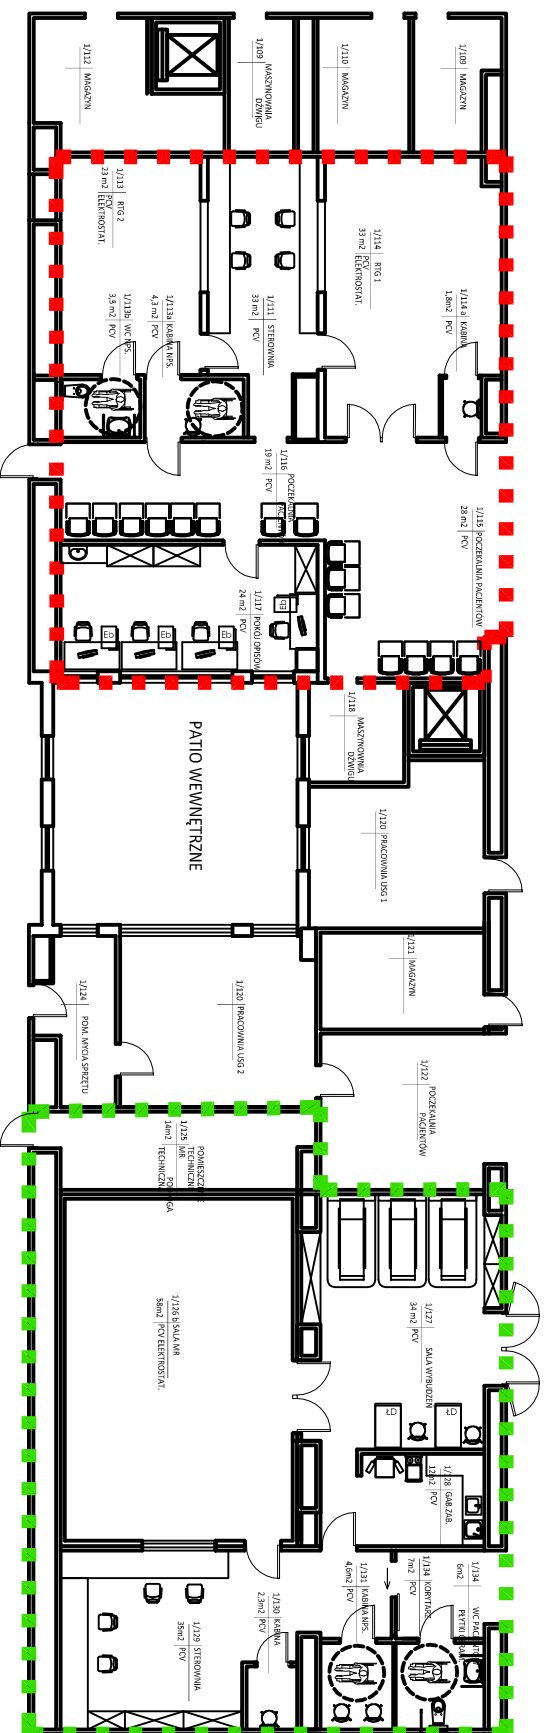 1/112
MAGAZYN
1/109
MASZYNOWNIA
DŹWIGU
1/110
MAGAZYN
1/109
MAGAZYN
1/113
RTG 2
23 m2
PCV
ELEKTROSTAT.
1/114
RTG 1
33 m2
PCV
ELEKTROSTAT.
1/113b
WC NPS.
3,5 m2
PCV
1/113a
KABINA NPS.
4,3 m2
PCV
1/111
STEROWNIA
33 m2
PCV
1/114 a
KABINA
1,8m2
PCV
1/116
POCZEKALNIA
PACJENTÓW
19 m2
PCV
1/115
POCZEKALNIA PACJENTÓW
28 m2
PCV
1/117
POKÓJ OPISÓW
24 m2
PCV
1/118
MASZYNOWNIA
DŹWIGU
PATIO WEWNĘTRZNE
1/120
PRACOWNIA USG 1
1/121
MAGAZYN
1/124
POM. MYCIA SPRZĘTU
1/120
PRACOWNIA USG 2
1/122
POCZEKALNIA
PACJENTÓW
1/125
MR
TECHNICZNE
14m2
1/126 b
SALA MR
58m2
PCV ELEKTROSTAT.
1/127
SALA WYBUDZEŃ
34 m2
PCV
ŁD
ŁD
1/128
GAB.ZAB.
12m2
PCV
1/134
6m2
1/134
KORYTARZ
7m2
PCV
1/131
KABINA NPS.
4,6m2
PCV
1/130
KABINA
2,3m2
PCV
1/129
STEROWNIA
35m2
PCV